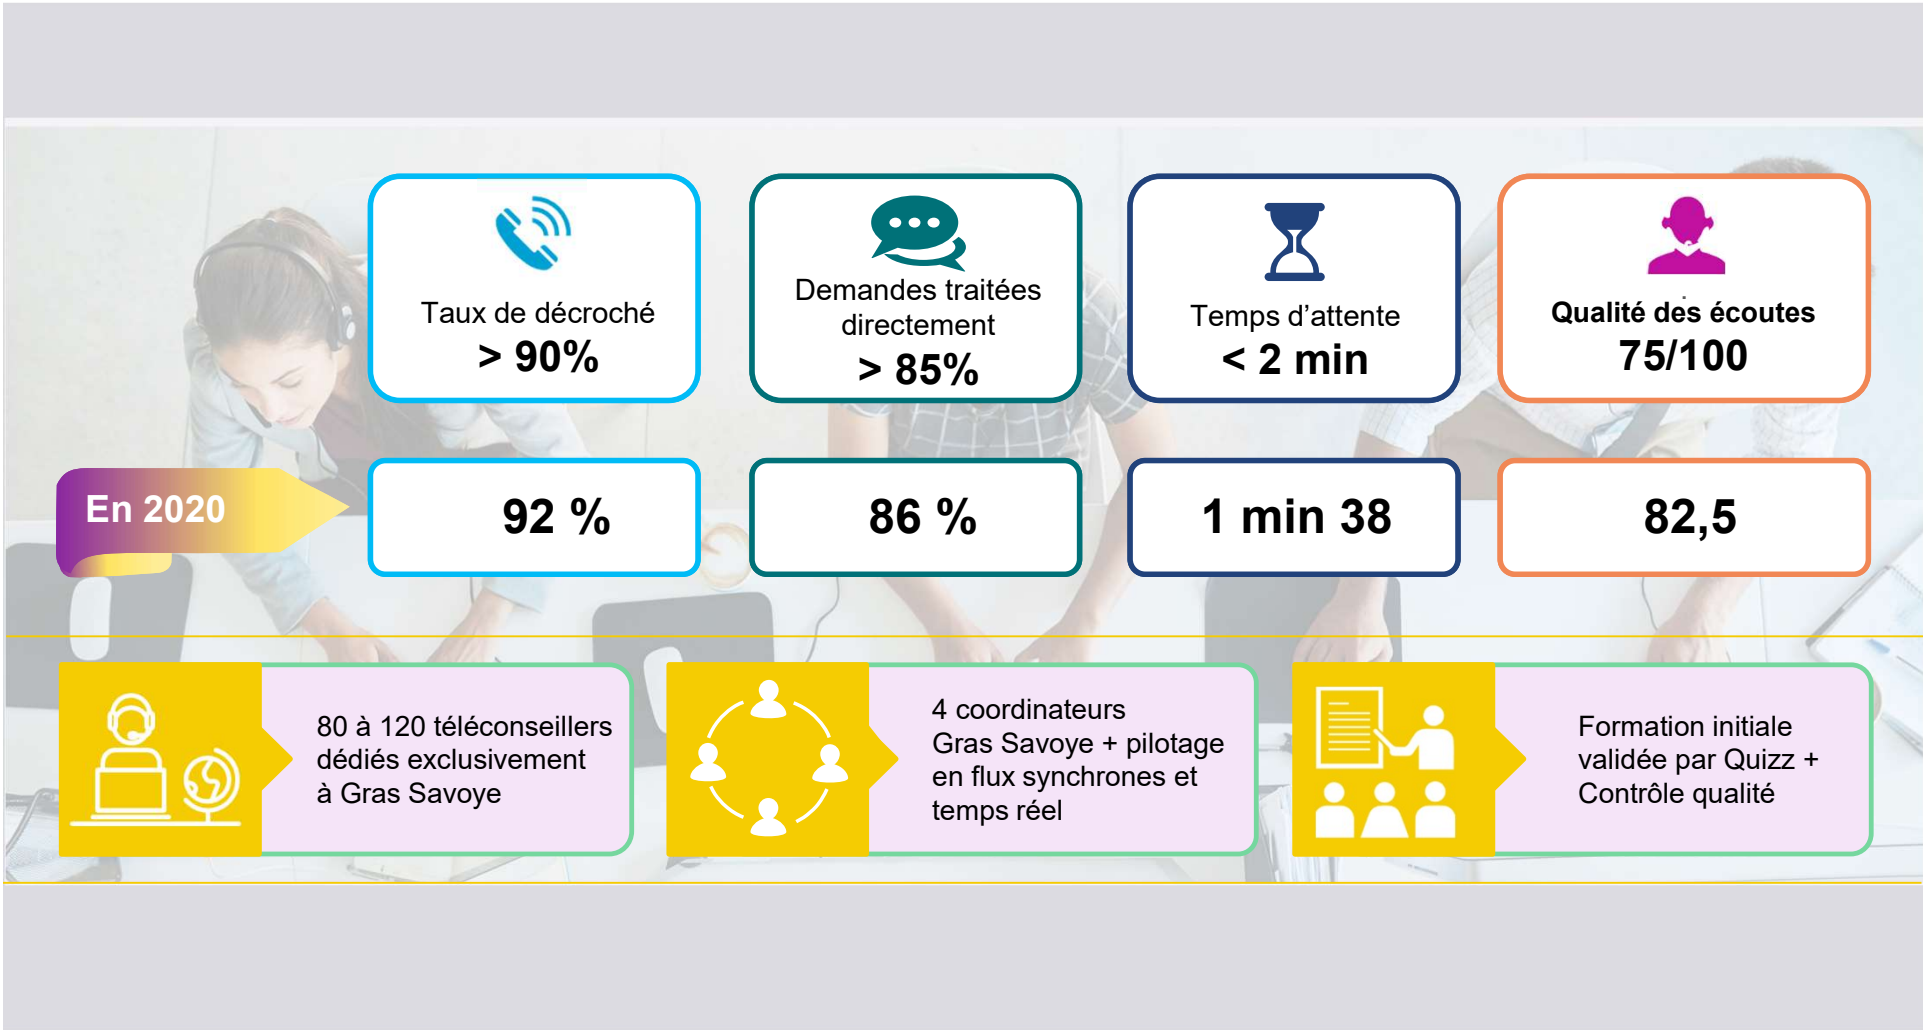 Taux de décroché
> 90%
Demandes traitées
directement
> 85%
Temps d’attente
< 2 min
Qualité des écoutes
75/100
En 2020
92 %
86 %
1 min 38
82,5
80 à 120 téléconseillers
dédiés exclusivement
à Gras Savoye
4 coordinateurs
Gras Savoye + pilotage
en flux synchrones et
temps réel
Formation initiale
validée par Quizz +
Contrôle qualité